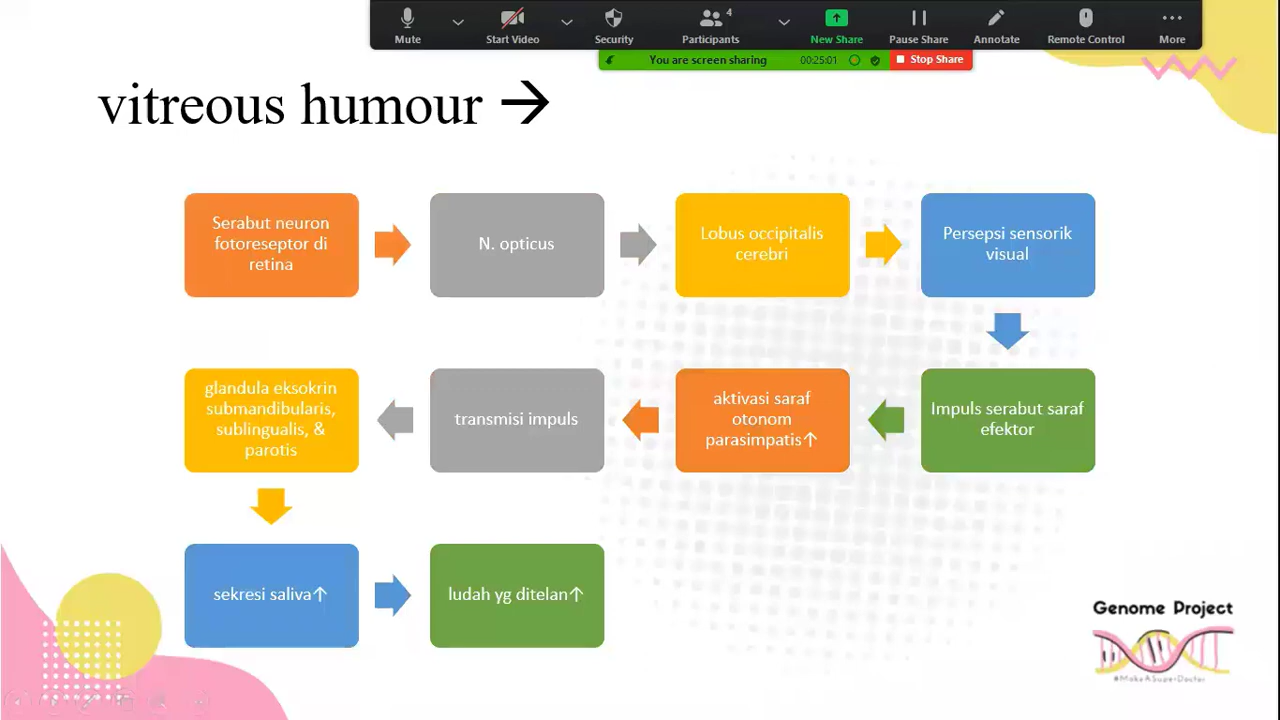 4
Mute
Start Video
Security
Participants
New Share
Pause Share
Annotate
Remote Control
More
You are screen sharing
00:25:01
Stop Share
vitreous humour →
Serabut neuron
fotoreseptor di
retina
N. opticus
Lobus occipitalis
cerebri
Persepsi sensorik
visual
Impuls serabut saraf
efektor
aktivasi saraf
otonom
parasimpatis↑
transmisi impuls
glandula eksokrin
submandibularis,
sublingualis, &
parotis
sekresi saliva↑
ludah yg ditelan↑
Genome Project
#MakeASuperDoctor